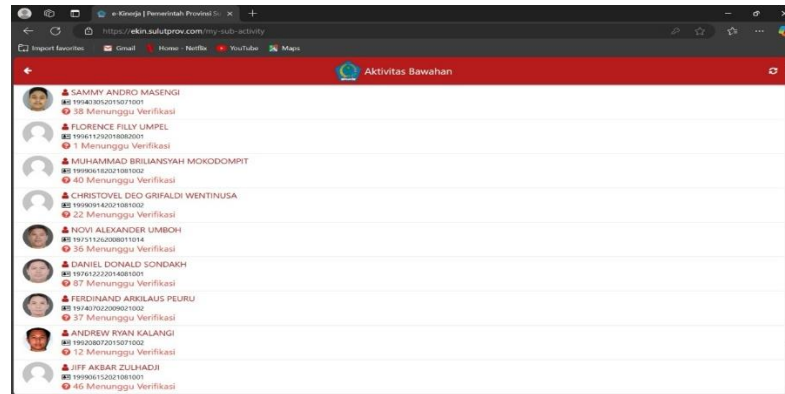 e-Kinerja | Pemerintah Provinsi Su
https://ekin.sulutprov.com/my-sub-activity
Import favorites Gmail Home - Netflix YouTube Maps
Aktivitas Bawahan
SAMMY ANDRO MASENGI
199403052015071001
38 Menunggu Verifikasi
FLORENCE FILLY UMPEL
199611292018082001
1 Menunggu Verifikasi
MUHAMMAD BRILIANSYAH MOKODOMPIT
199906182021081002
40 Menunggu Verifikasi
CHRISTOVEL DEO GRIFALDI WENTINUSA
199909142021081002
22 Menunggu Verifikasi
NOVI ALEXANDER UMBOH
197511262008011014
36 Menunggu Verifikasi
DANIEL DONALD SONDAKH
197612222014081001
87 Menunggu Verifikasi
FERDINAND ARKILAUS PEURU
197407022009021002
37 Menunggu Verifikasi
ANDREW RYAN KALANGI
199208072015071002
12 Menunggu Verifikasi
JIFF AKBAR ZULHADJI
199906152021081001
46 Menunggu Verifikasi